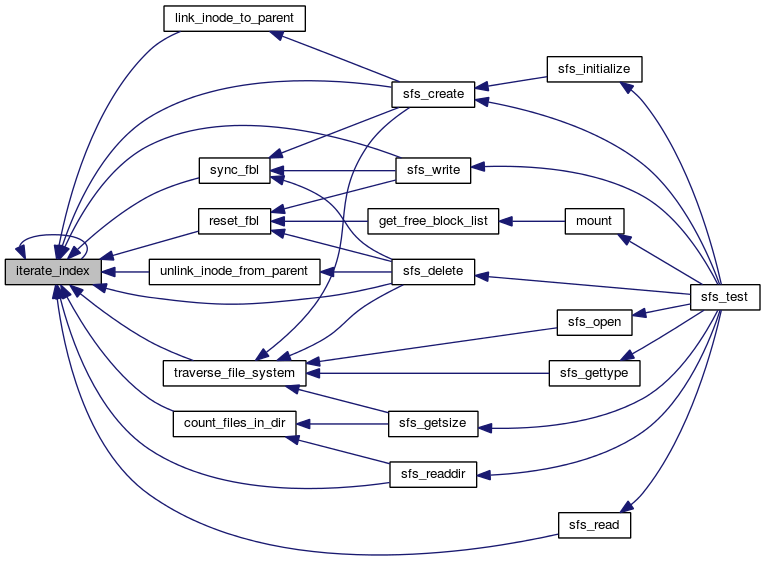 link_inode_to_parent
sfs_initialize
sfs_create
sync_fbl
sfs_write
reset_fbl
get_free_block_list
mount
iterate_index
unlink_inode_from_parent
sfs_delete
sfs_test
sfs_open
traverse_file_system
sfs_gettype
count_files_in_dir
sfs_getsize
sfs_readdir
sfs_read